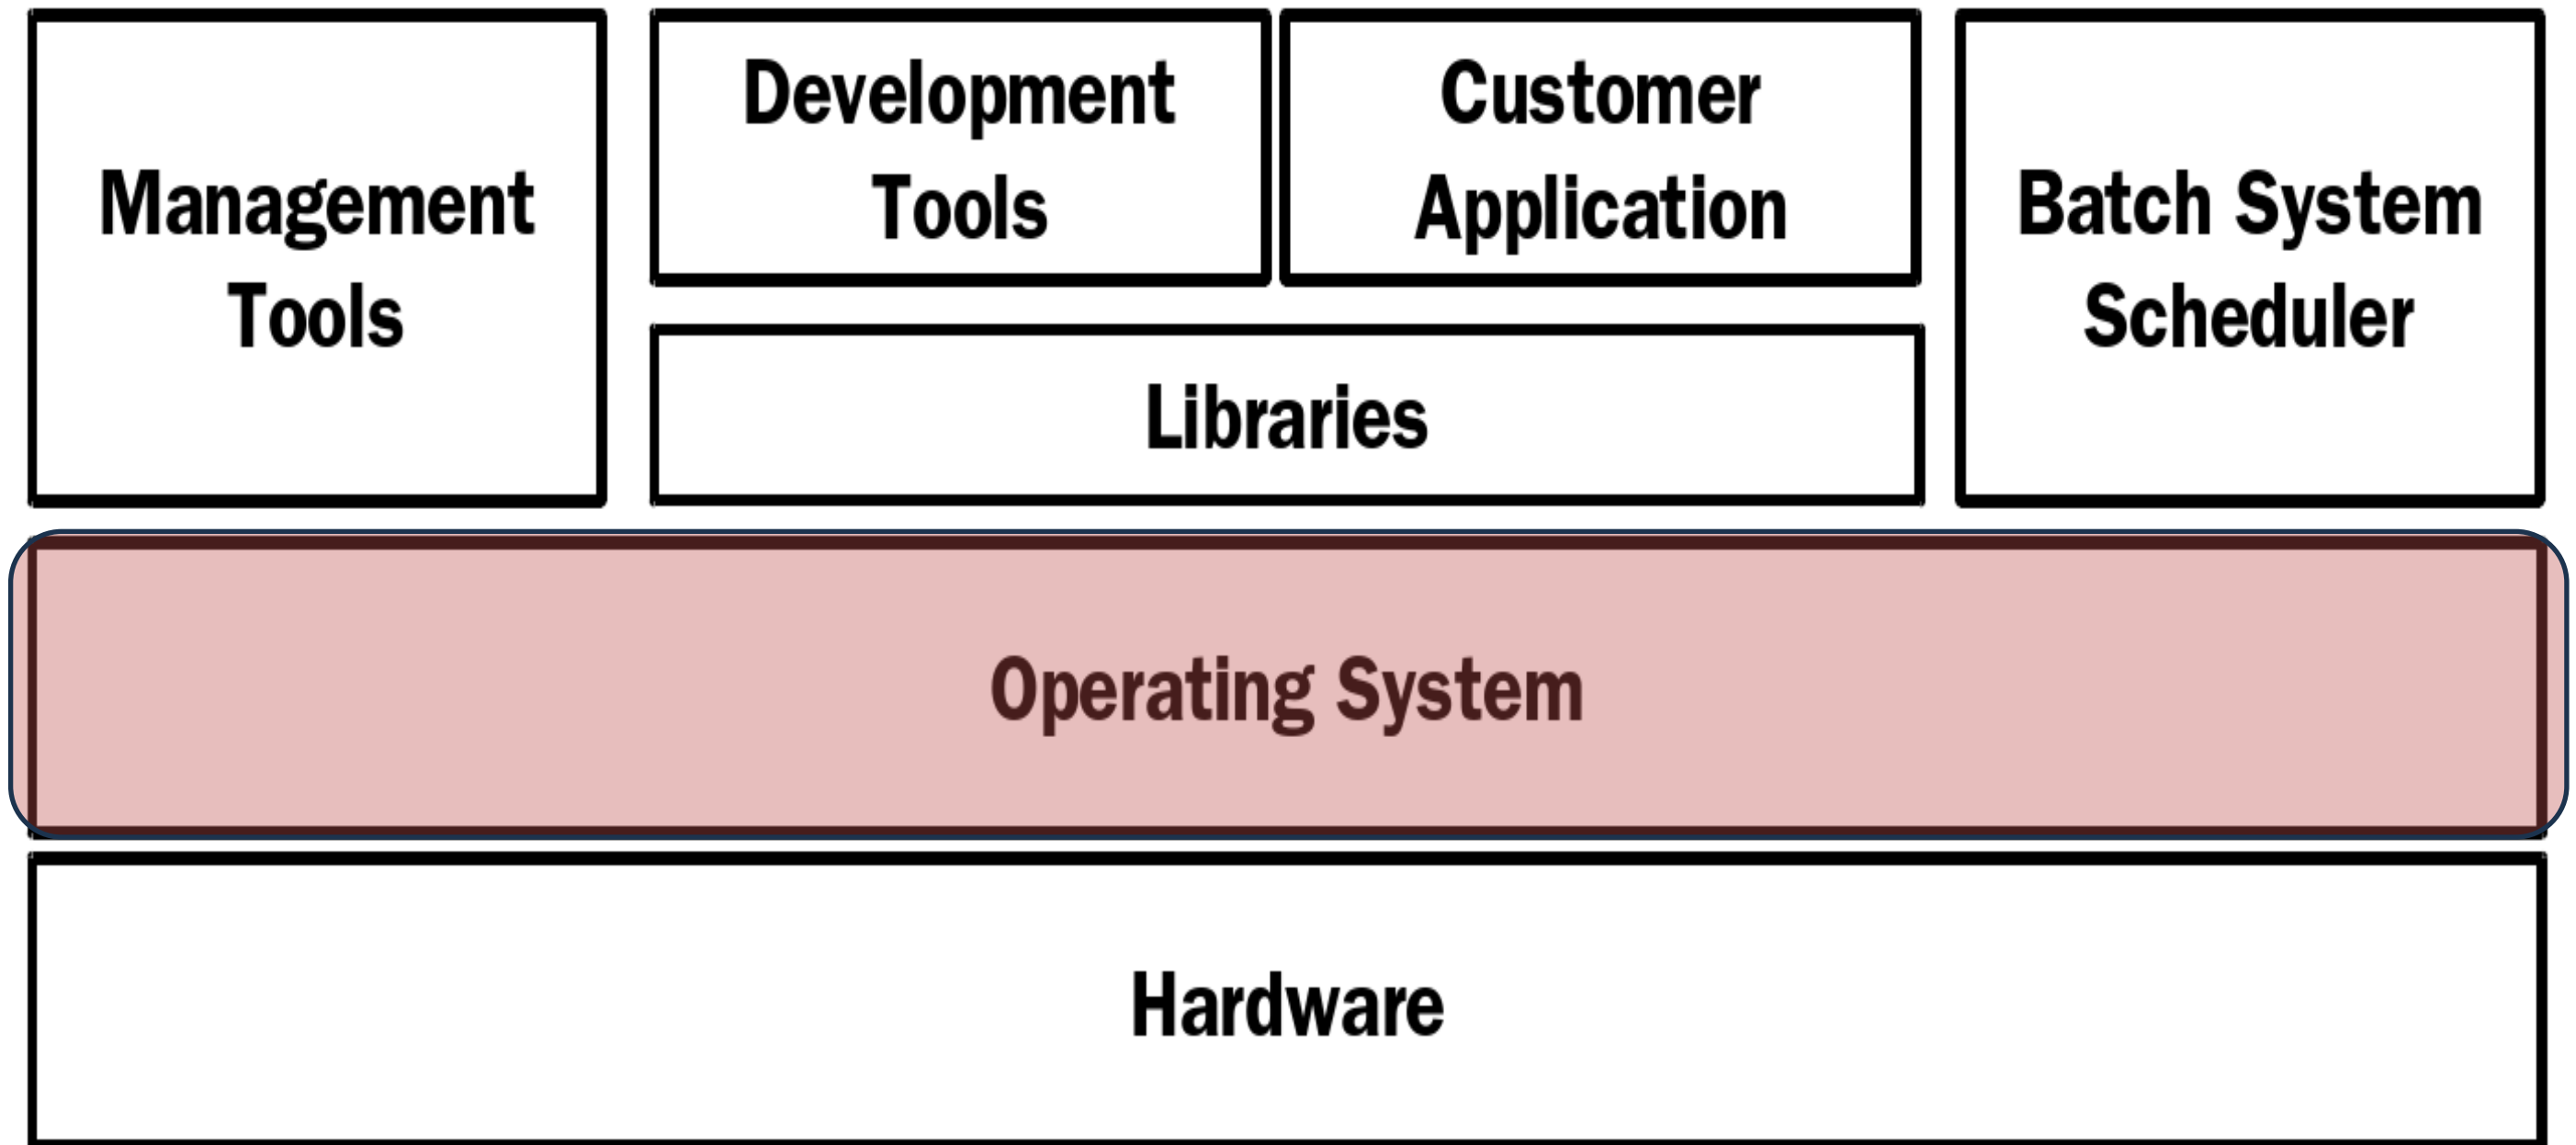 Management
Tools
Development
Tools
Customer
Application
Batch System
Scheduler
Libraries
Operating System
Hardware